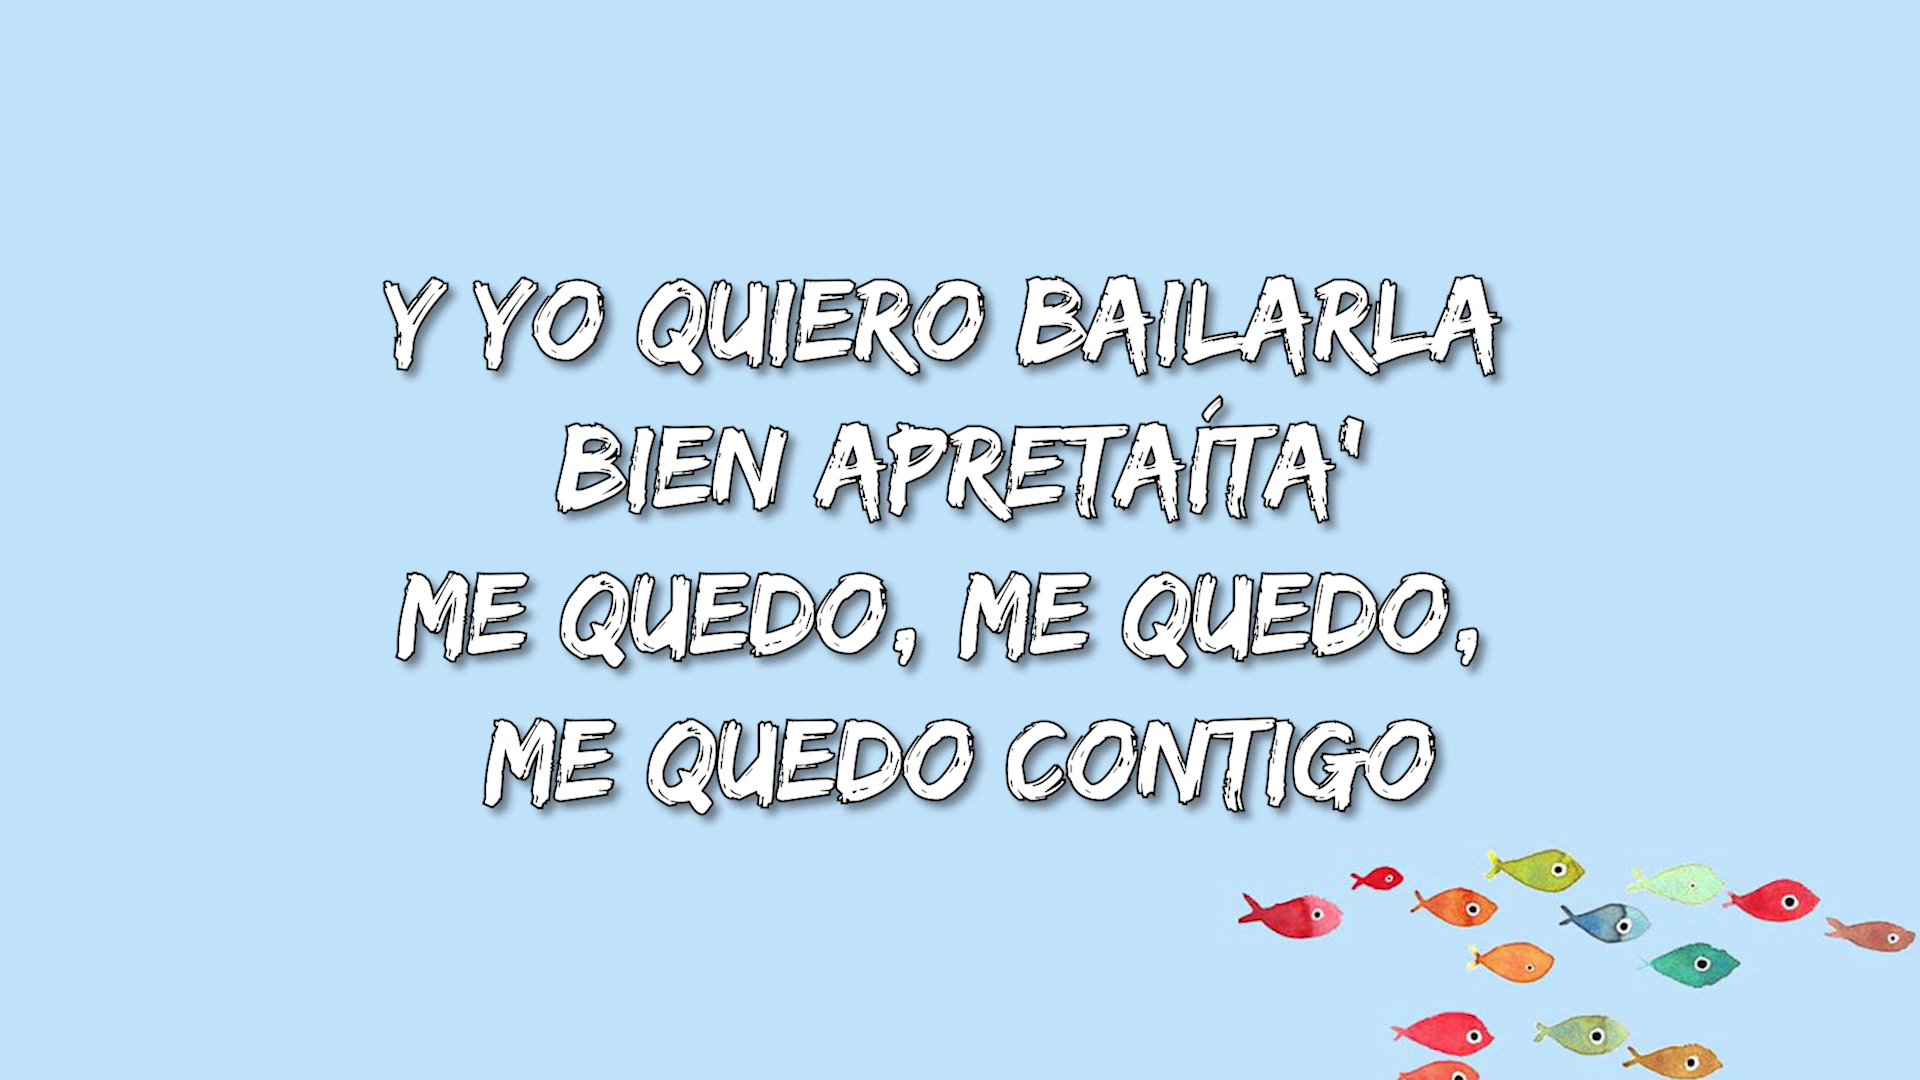 Y YO QUIERO BAILARLA
BIEN APRETAÍTA'
ME QUEDO, ME QUEDO,
ME QUEDO CONTIGO